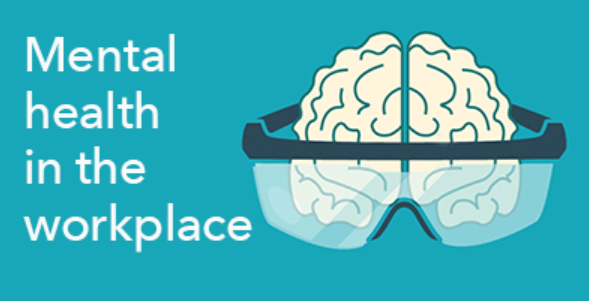 Mental
health
in the
workplace